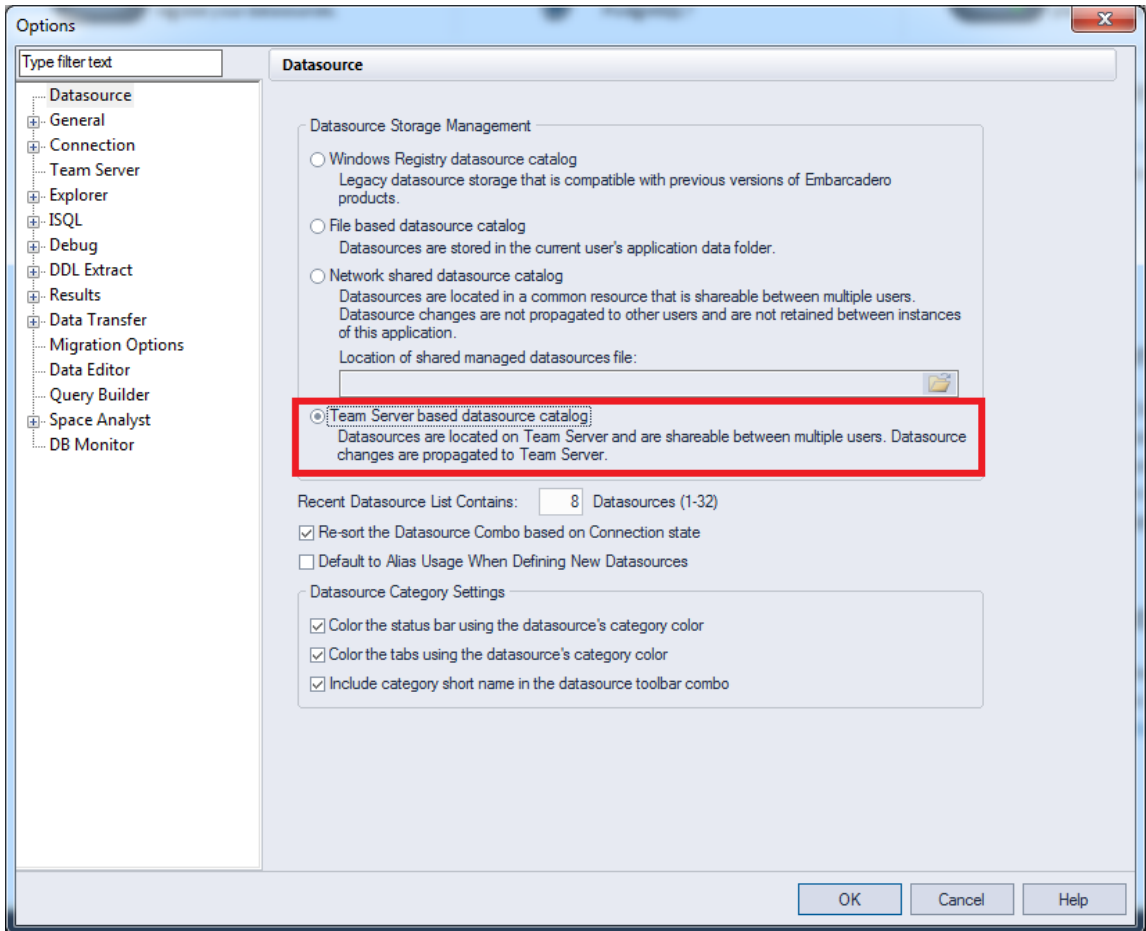 Options
Type filter text
Datasource
General
Connection
Team Server
Explorer
ISQL
Debug
DDL Extract
Results
Data Transfer
Migration Options
Data Editor
Query Builder
Space Analyst
DB Monitor
Datasource
Datasource Storage Management
Windows Registry datasource catalog
Legacy datasource storage that is compatible with previous versions of Embarcadero
products.
File based datasource catalog
Datasources are stored in the current user's application data folder.
Network shared datasource catalog
Datasources are located in a common resource that is shareable between multiple users.
Datasource changes are not propagated to other users and are not retained between instances
of this application.
Location of shared managed datasources file:
Team Server based datasource catalog
Datasources are located on Team Server and are shareable between multiple users. Datasource
changes are propagated to Team Server.
Recent Datasource List Contains: 8 Datasources (1-32)
Re-sort the Datasource Combo based on Connection state
Default to Alias Usage When Defining New Datasources
Datasource Category Settings
Color the status bar using the datasource's category color
Color the tabs using the datasource's category color
Include category short name in the datasource toolbar combo
OK Cancel Help